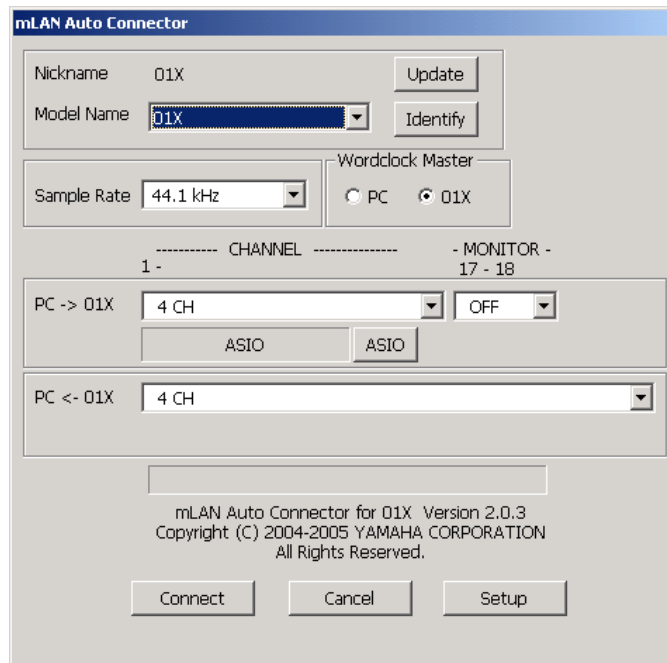 mLAN Auto Connector
Nickname 01X Update
Model Name 01X Identify
Wordclock Master
Sample Rate 44.1 kHz PC 01X
----------- CHANNEL --------------- - MONITOR -
1 - 17 - 18
PC -> 01X 4 CH OFF
ASIO ASIO
PC <- 01X 4 CH
mLAN Auto Connector for 01X Version 2.0.3
Copyright (C) 2004-2005 YAMAHA CORPORATION
All Rights Reserved.
Connect Cancel Setup